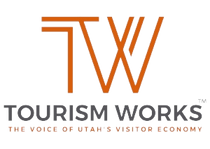 TW
TOURISM WORKS™
THE VOICE OF UTAH'S VISITOR ECONOMY